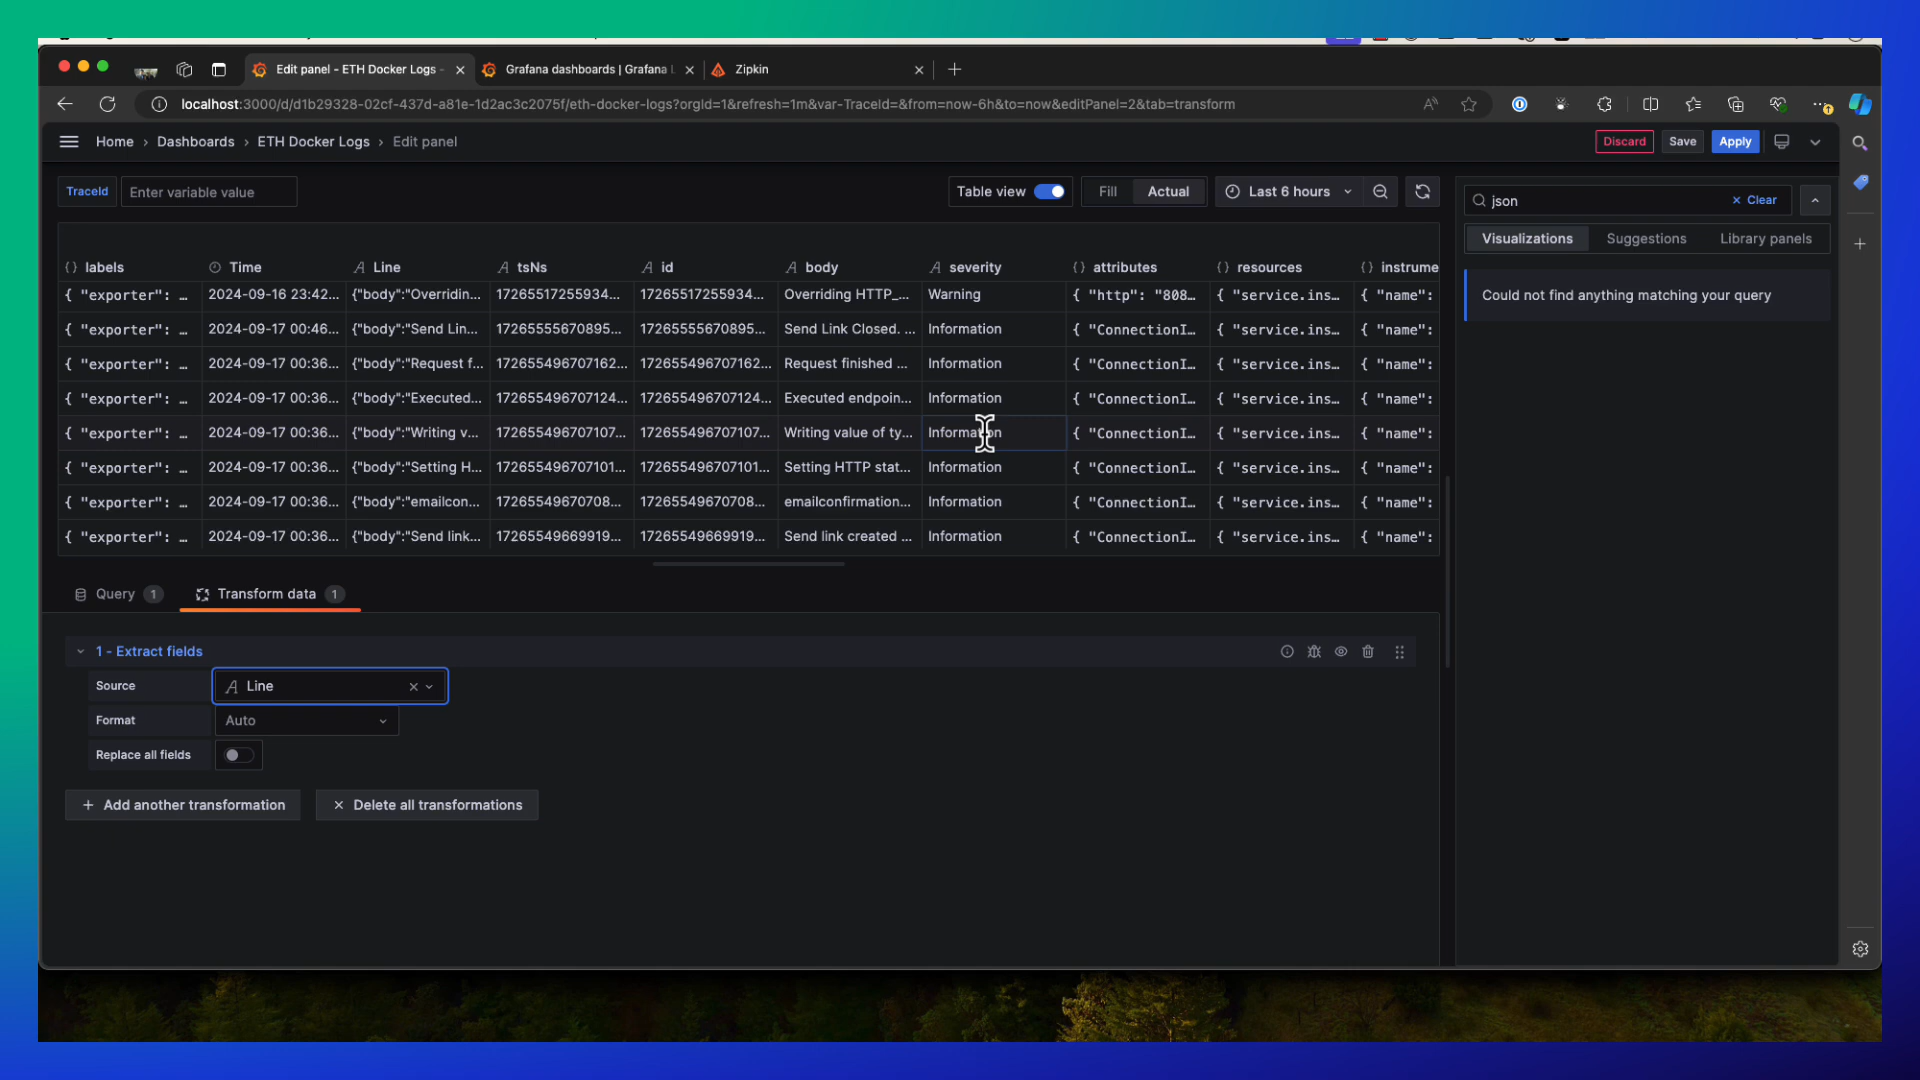 Edit panel - ETH Docker Logs -
Grafana dashboards | Grafana
Zipkin
localhost:3000/d/d1b29328-02cf-437d-a81e-1d2ac3c2075f/eth-docker-logs?orgId=1&refresh=1m&var-TraceId=&from=now-6h&to=now&editPanel=2&tab=transform
Home › Dashboards › ETH Docker Logs › Edit panel
Discard Save Apply
TraceId Enter variable value
Table view Fill Actual Last 6 hours
json Clear
Visualizations Suggestions Library panels
Could not find anything matching your query
labels Time Line tsNs id body severity attributes resources instrume
{ "exporter": … 2024-09-16 23:42... {"body":"Overridin... 17265517255934... 17265517255934... Overriding HTTP_... Warning { "http": "808… { "service.ins… { "name":
{ "exporter": … 2024-09-17 00:46... {"body":"Send Lin... 17265555670895... 17265555670895... Send Link Closed. ... Information { "ConnectionI… { "service.ins… { "name":
{ "exporter": … 2024-09-17 00:36... {"body":"Request f... 172655496707162... 172655496707162... Request finished ... Information { "ConnectionI… { "service.ins… { "name":
{ "exporter": … 2024-09-17 00:36... {"body":"Executed... 172655496707124... 172655496707124... Executed endpoin... Information { "ConnectionI… { "service.ins… { "name":
{ "exporter": … 2024-09-17 00:36... {"body":"Writing v... 172655496707107... 172655496707107... Writing value of ty... Information { "ConnectionI… { "service.ins… { "name":
{ "exporter": … 2024-09-17 00:36... {"body":"Setting H... 172655496707101... 172655496707101... Setting HTTP stat... Information { "ConnectionI… { "service.ins… { "name":
{ "exporter": … 2024-09-17 00:36... {"body":"emailcon... 17265549670708... 17265549670708... emailconfirmation... Information { "ConnectionI… { "service.ins… { "name":
{ "exporter": … 2024-09-17 00:36... {"body":"Send link... 17265549669919... 17265549669919... Send link created ... Information { "ConnectionI… { "service.ins… { "name":
Query 1 Transform data 1
1 - Extract fields
Source Line
Format Auto
Replace all fields
+ Add another transformation × Delete all transformations